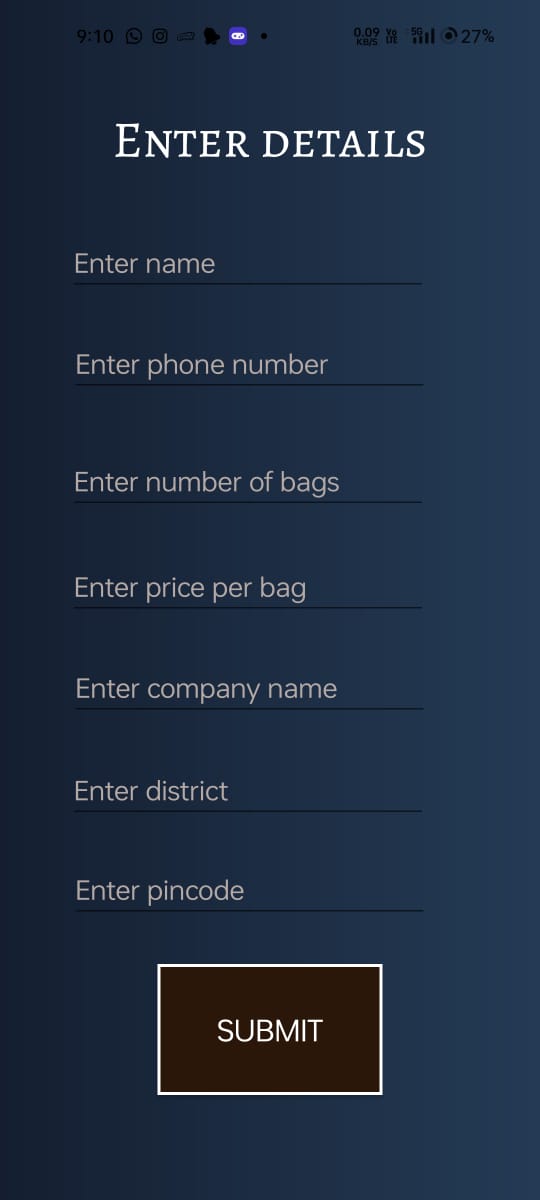 9:10 0.09 KB/S Vo LTE 5G 27%
Enter details
Enter name
Enter phone number
Enter number of bags
Enter price per bag
Enter company name
Enter district
Enter pincode
SUBMIT